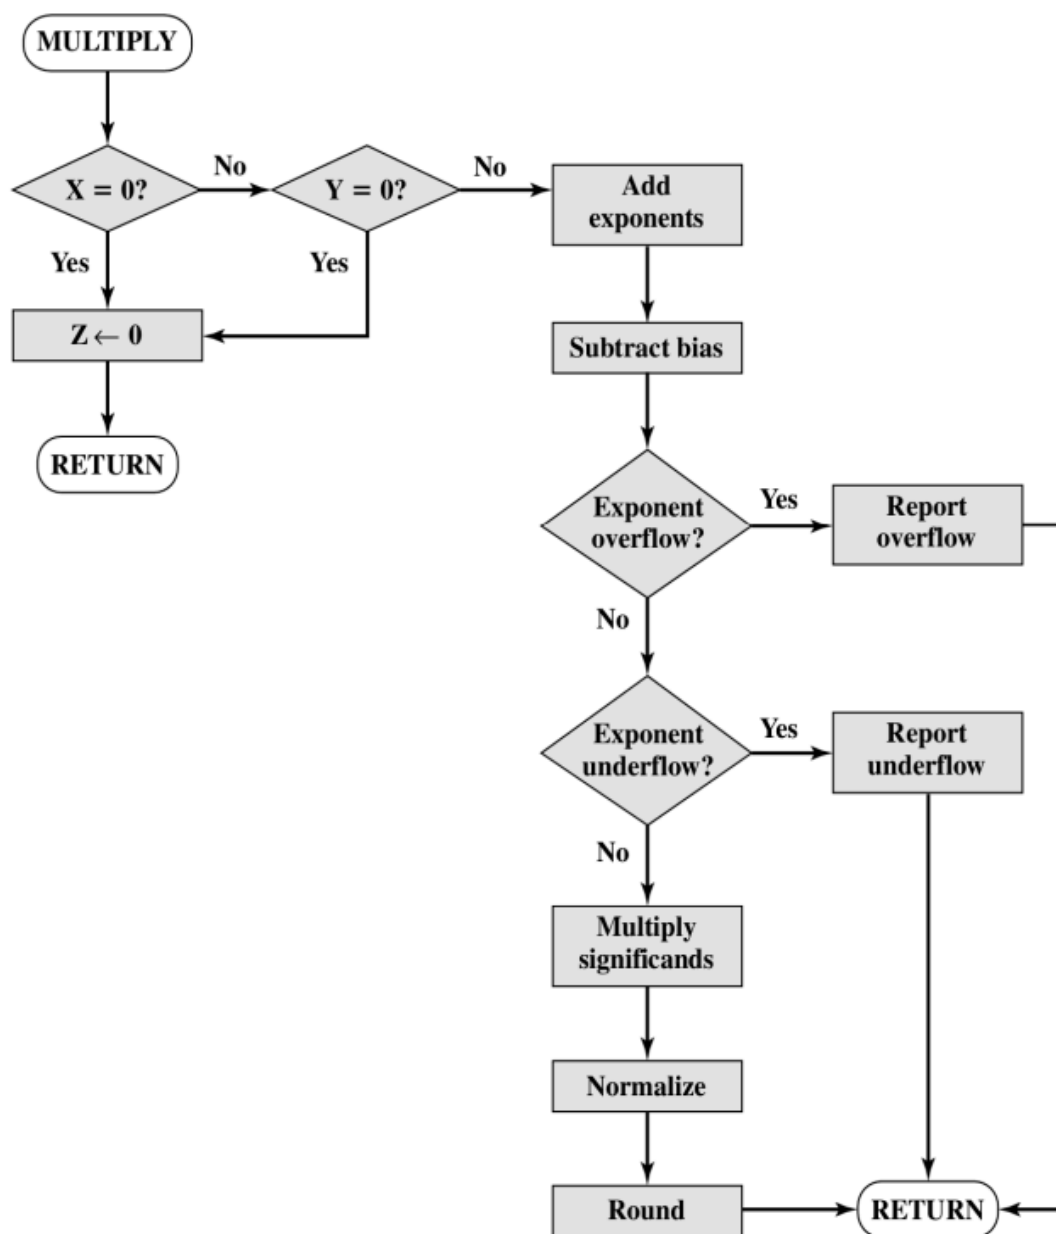 MULTIPLY
X = 0?
No
Y = 0?
No
Add
exponents
Yes
Yes
Z ← 0
Subtract bias
RETURN
Exponent
overflow?
Yes
Report
overflow
No
Exponent
underflow?
Yes
Report
underflow
No
Multiply
significands
Normalize
Round
RETURN